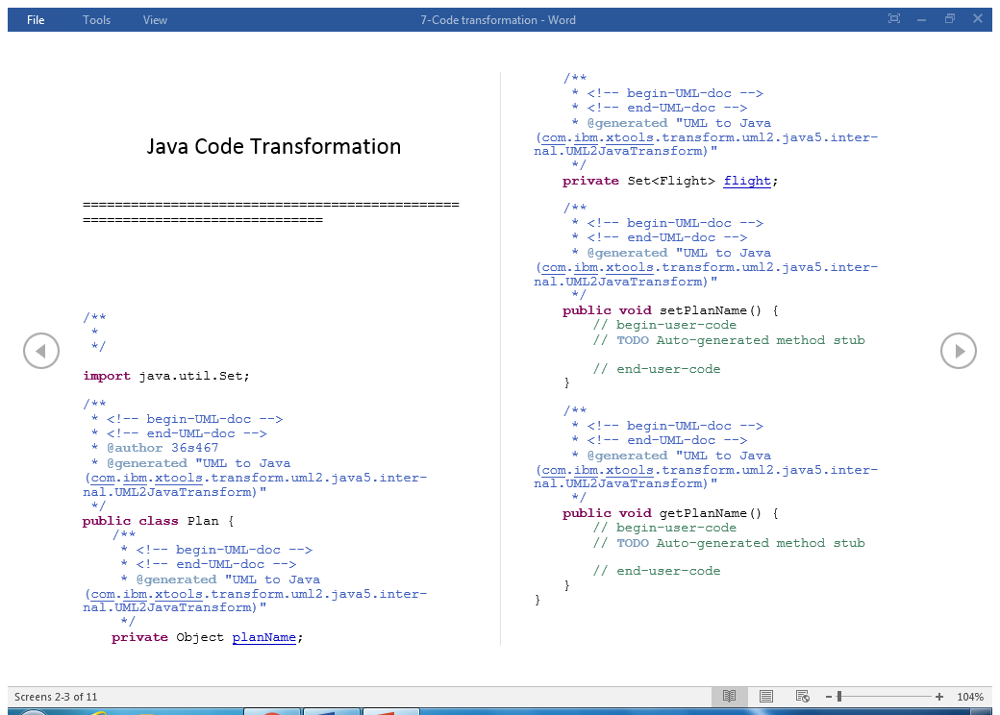 File Tools View 7-Code transformation - Word
Java Code Transformation
===============================================
==============================
/**
 *
 */
import java.util.Set;
/**
 * <!-- begin-UML-doc -->
 * <!-- end-UML-doc -->
 * @author 36s467
 * @generated "UML to Java
(com.ibm.xtools.transform.uml2.java5.inter-
nal.UML2JavaTransform)"
 */
public class Plan {
/**
 * <!-- begin-UML-doc -->
 * <!-- end-UML-doc -->
 * @generated "UML to Java
(com.ibm.xtools.transform.uml2.java5.inter-
nal.UML2JavaTransform)"
 */
private Object planName;
/**
 * <!-- begin-UML-doc -->
 * <!-- end-UML-doc -->
 * @generated "UML to Java
(com.ibm.xtools.transform.uml2.java5.inter-
nal.UML2JavaTransform)"
 */
private Set<Flight> flight;
/**
 * <!-- begin-UML-doc -->
 * <!-- end-UML-doc -->
 * @generated "UML to Java
(com.ibm.xtools.transform.uml2.java5.inter-
nal.UML2JavaTransform)"
 */
public void setPlanName() {
// begin-user-code
// TODO Auto-generated method stub
// end-user-code
}
/**
 * <!-- begin-UML-doc -->
 * <!-- end-UML-doc -->
 * @generated "UML to Java
(com.ibm.xtools.transform.uml2.java5.inter-
nal.UML2JavaTransform)"
 */
public void getPlanName() {
// begin-user-code
// TODO Auto-generated method stub
// end-user-code
}
}
Screens 2-3 of 11 104%